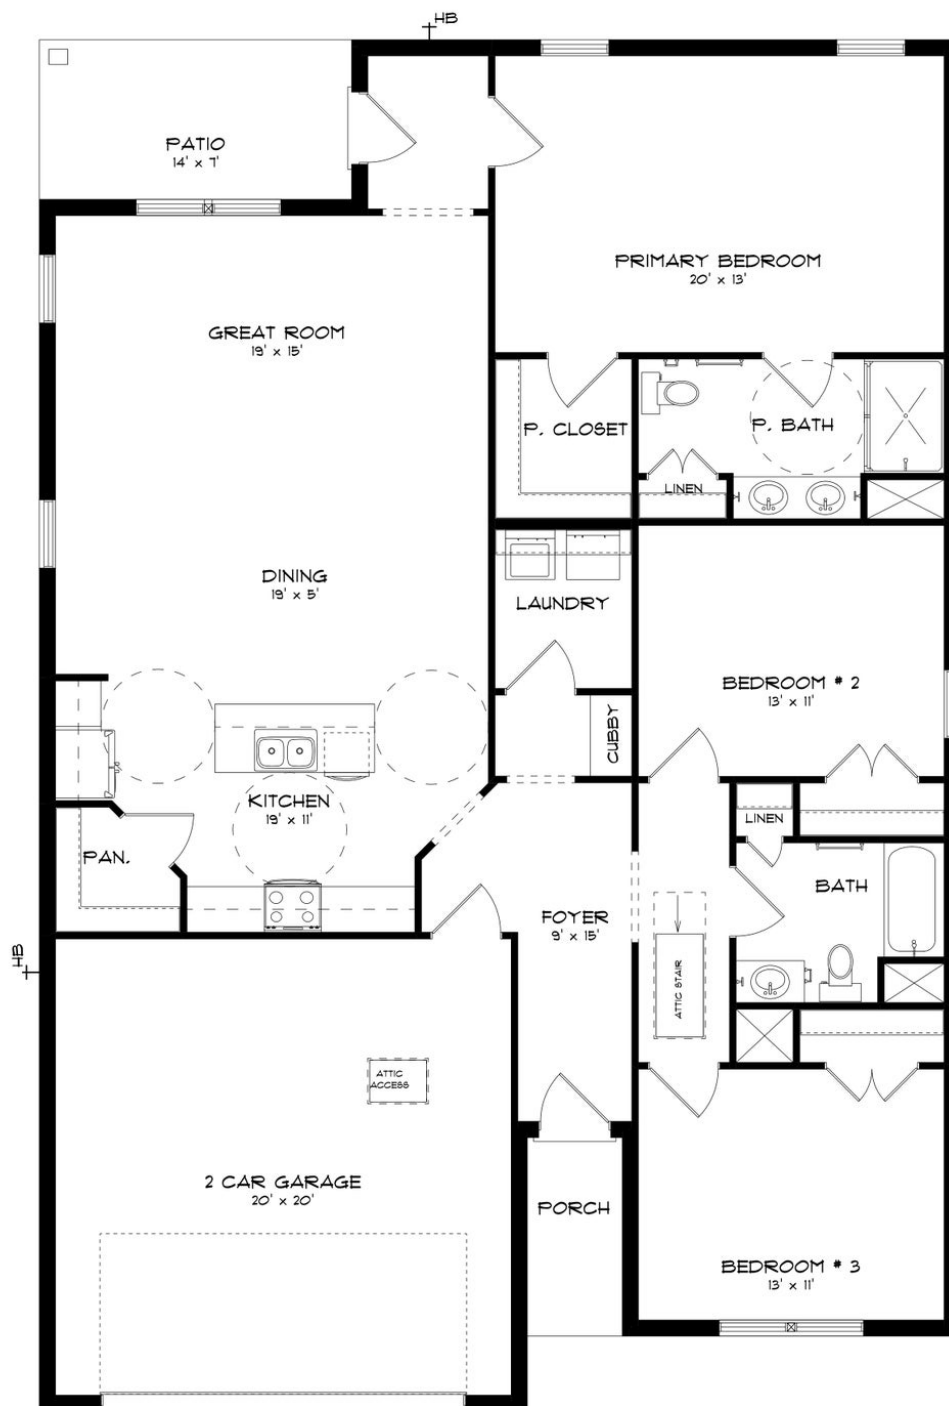 HB
PATIO
14' x 7'
PRIMARY BEDROOM
20' x 13'
GREAT ROOM
19' x 15'
P. CLOSET
P. BATH
LINEN
DINING
19' x 5'
LAUNDRY
BEDROOM # 2
13' x 11'
CUBBY
KITCHEN
19' x 11'
LINEN
PAN.
BATH
FOYER
9' x 15'
HB
ATTIC STAIR
ATTIC
ACCESS
2 CAR GARAGE
20' x 20'
PORCH
BEDROOM # 3
13' x 11'